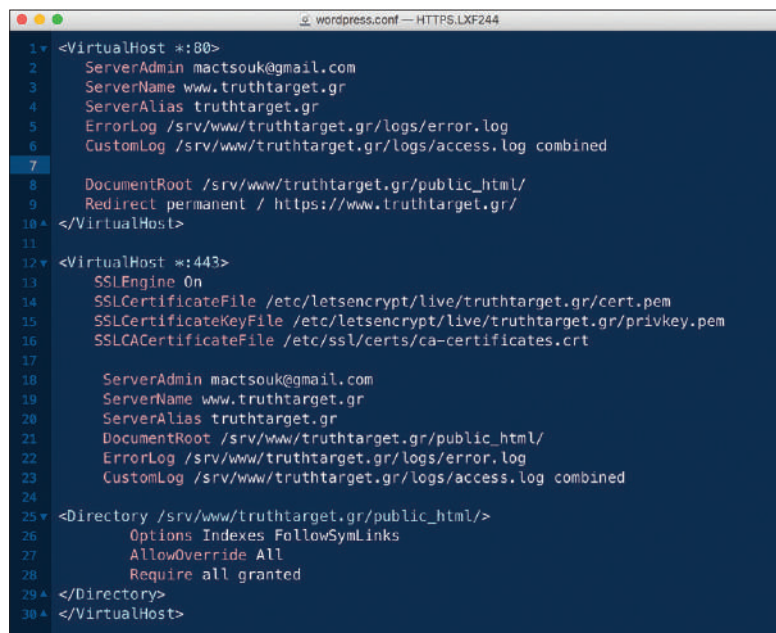 wordpress.conf — HTTPS.LXF244
1 <VirtualHost *:80>
2 ServerAdmin mactsouk@gmail.com
3 ServerName www.truthtarget.gr
4 ServerAlias truthtarget.gr
5 ErrorLog /srv/www/truthtarget.gr/logs/error.log
6 CustomLog /srv/www/truthtarget.gr/logs/access.log combined
7
8 DocumentRoot /srv/www/truthtarget.gr/public_html/
9 Redirect permanent / https://www.truthtarget.gr/
10 </VirtualHost>
11
12 <VirtualHost *:443>
13 SSLEngine On
14 SSLCertificateFile /etc/letsencrypt/live/truthtarget.gr/cert.pem
15 SSLCertificateKeyFile /etc/letsencrypt/live/truthtarget.gr/privkey.pem
16 SSLCACertificateFile /etc/ssl/certs/ca-certificates.crt
17
18 ServerAdmin mactsouk@gmail.com
19 ServerName www.truthtarget.gr
20 ServerAlias truthtarget.gr
21 DocumentRoot /srv/www/truthtarget.gr/public_html/
22 ErrorLog /srv/www/truthtarget.gr/logs/error.log
23 CustomLog /srv/www/truthtarget.gr/logs/access.log combined
24
25 <Directory /srv/www/truthtarget.gr/public_html/>
26 Options Indexes FollowSymLinks
27 AllowOverride All
28 Require all granted
29 </Directory>
30 </VirtualHost>